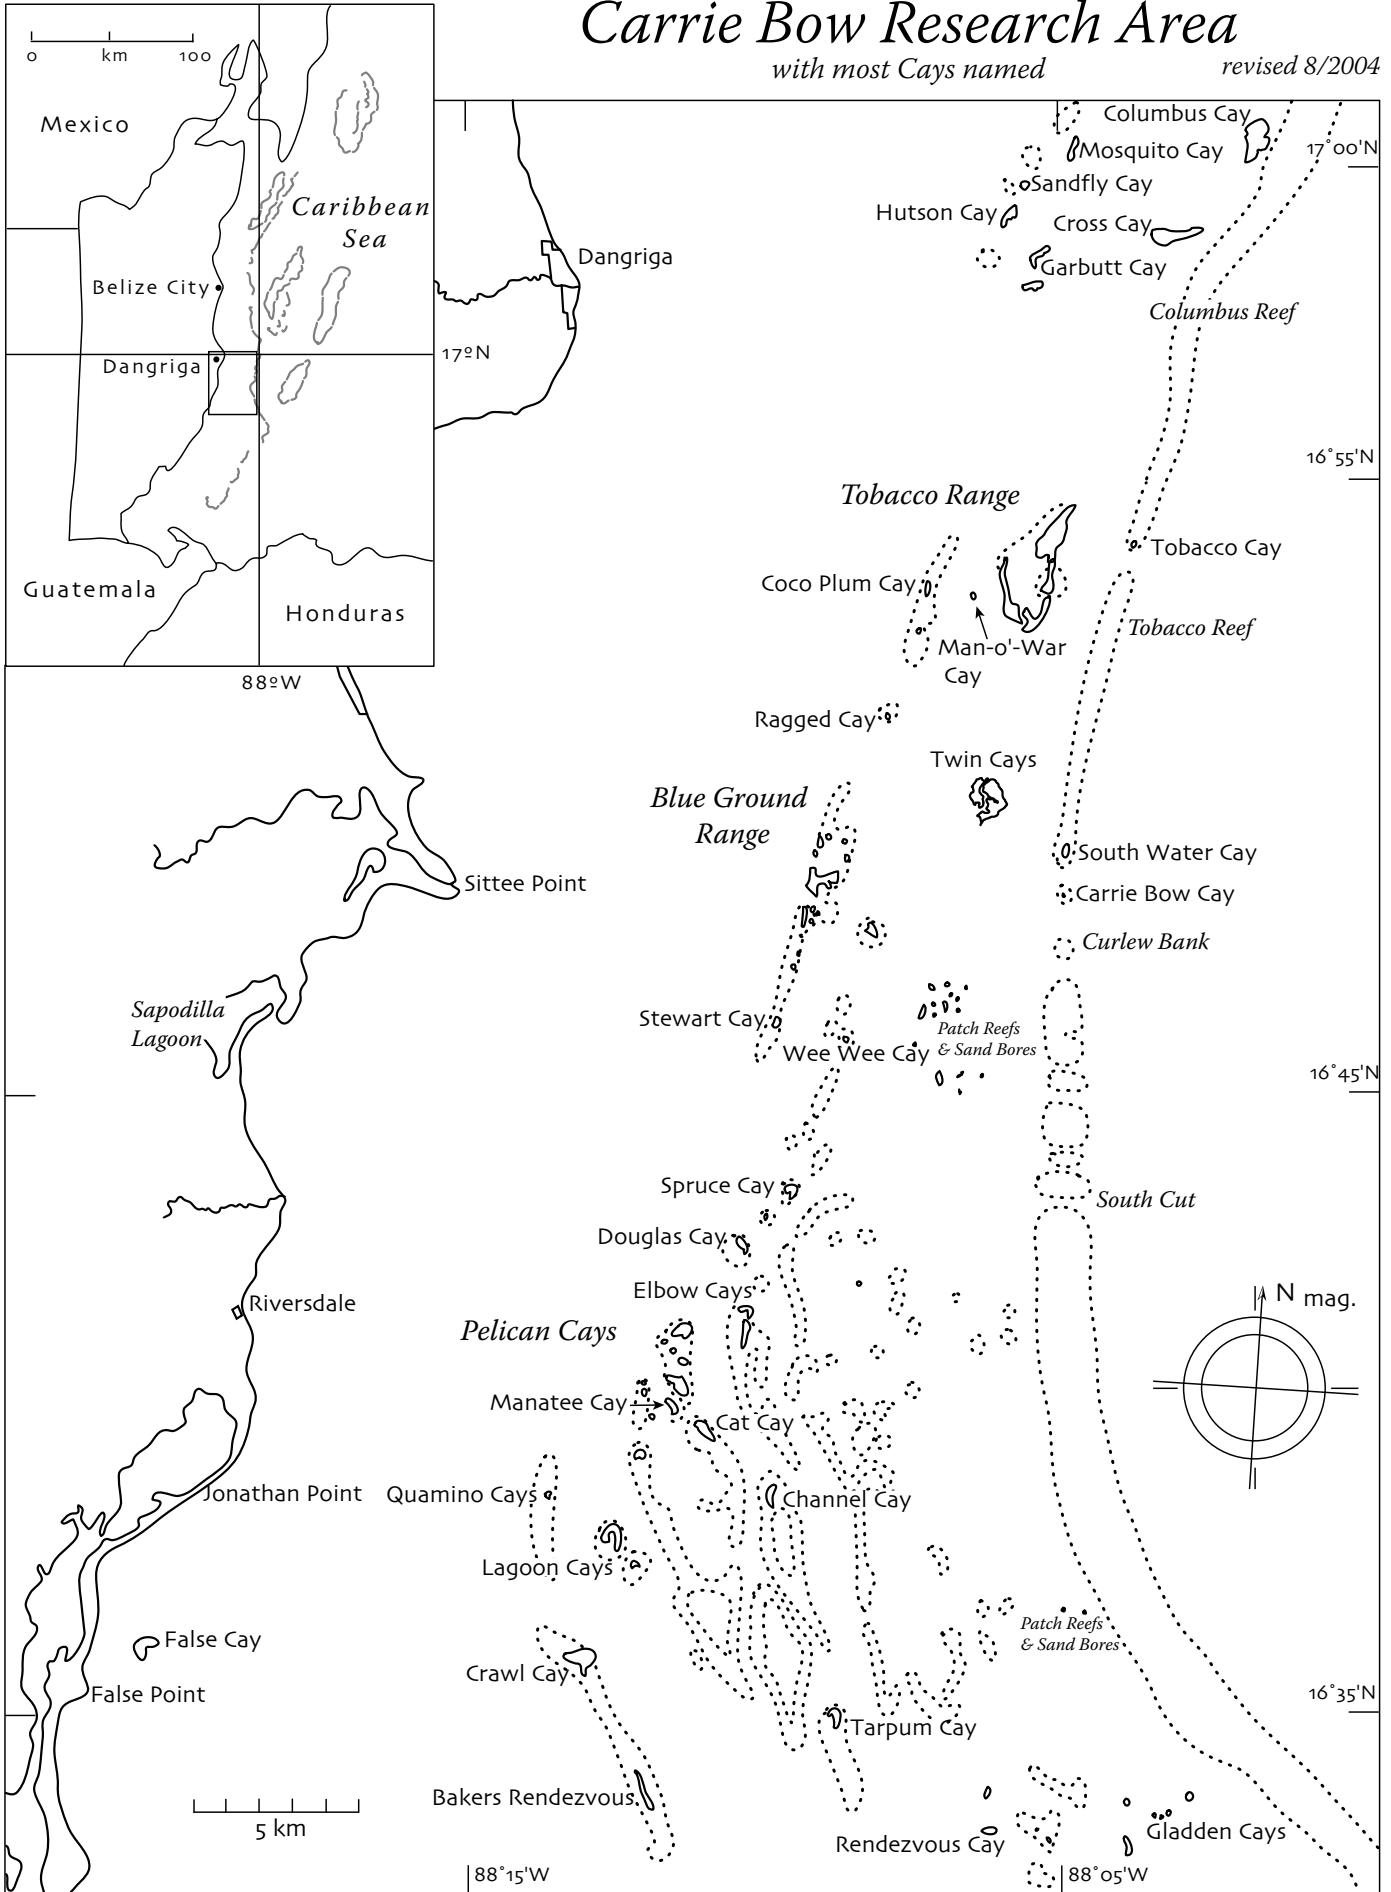 Carrie Bow Research Area
with most Cays named
revised 8/2004
0 km 100
Mexico
Caribbean
Sea
Belize City
Dangriga
Guatemala
Honduras
17ºN
88ºW
Columbus Cay
Mosquito Cay
17°00'N
Sandfly Cay
Hutson Cay
Cross Cay
Dangriga
Garbutt Cay
Columbus Reef
16°55'N
Tobacco Range
Tobacco Cay
Coco Plum Cay
Tobacco Reef
Man-o'-War
Cay
Ragged Cay
Twin Cays
Blue Ground
Range
South Water Cay
Sittee Point
Carrie Bow Cay
Curlew Bank
Sapodilla
Lagoon
Stewart Cay
Patch Reefs
& Sand Bores
Wee Wee Cay
16°45'N
Spruce Cay
South Cut
Douglas Cay
Elbow Cays
N mag.
Riversdale
Pelican Cays
Manatee Cay
Cat Cay
Jonathan Point
Quamino Cays
Channel Cay
Lagoon Cays
Patch Reefs
& Sand Bores
False Cay
Crawl Cay
False Point
16°35'N
Tarpum Cay
Bakers Rendezvous
5 km
Gladden Cays
Rendezvous Cay
88°15'W
88°05'W